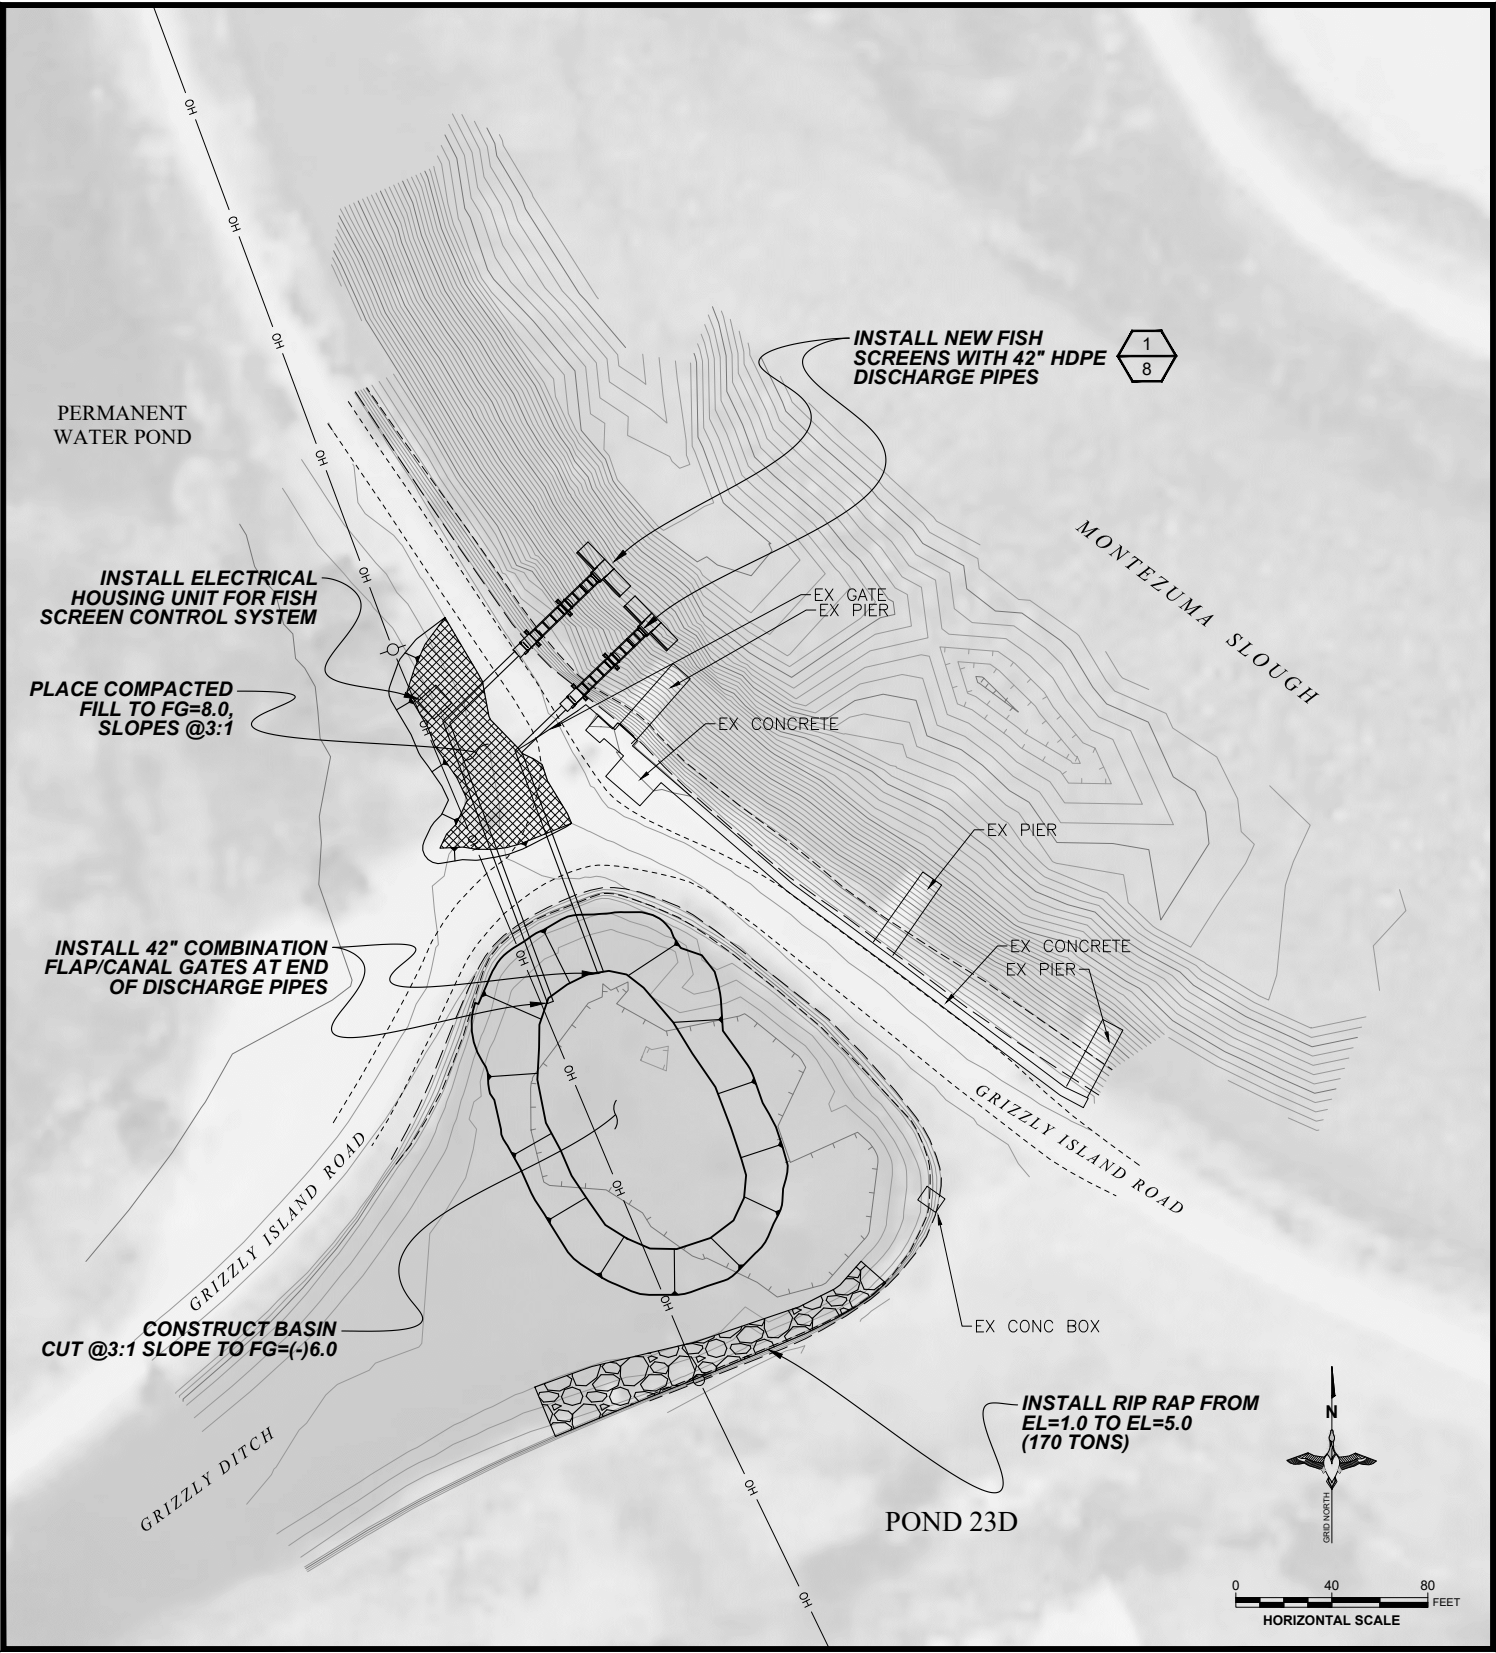 OH
OH
OH
INSTALL NEW FISH
SCREENS WITH 42" HDPE
DISCHARGE PIPES
1
8
PERMANENT
WATER POND
OH
MONTEZUMA SLOUGH
OH
INSTALL ELECTRICAL
HOUSING UNIT FOR FISH
SCREEN CONTROL SYSTEM
EX GATE
EX PIER
PLACE COMPACTED
FILL TO FG=8.0,
SLOPES @3:1
OH
EX CONCRETE
EX PIER
INSTALL 42" COMBINATION
FLAP/CANAL GATES AT END
OF DISCHARGE PIPES
OH
EX CONCRETE
EX PIER
OH
GRIZZLY ISLAND ROAD
GRIZZLY ISLAND ROAD
OH
CONSTRUCT BASIN
CUT @3:1 SLOPE TO FG=(-)6.0
OH
EX CONC BOX
INSTALL RIP RAP FROM
EL=1.0 TO EL=5.0
(170 TONS)
GRIZZLY DITCH
OH
POND 23D
N
GRID NORTH
OH
0 40 80
FEET
HORIZONTAL SCALE